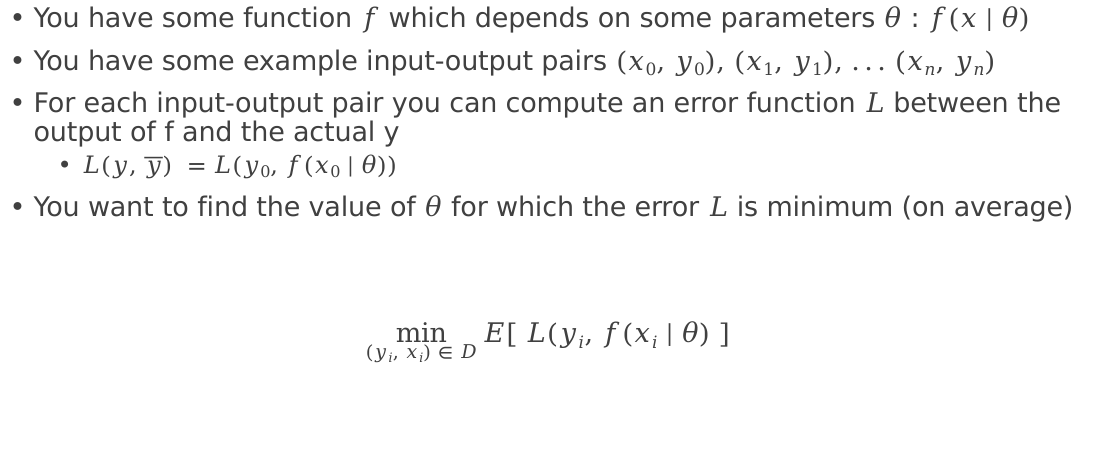 • You have some function f which depends on some parameters θ : f(x | θ)
• You have some example input-output pairs (x₀, y₀), (x₁, y₁), ... (xₙ, yₙ)
• For each input-output pair you can compute an error function L between the
output of f and the actual y
• L(y, y̅) = L(y₀, f(x₀ | θ))
• You want to find the value of θ for which the error L is minimum (on average)
min E[ L(yᵢ, f(xᵢ | θ) ]
(yᵢ, xᵢ) ∈ D